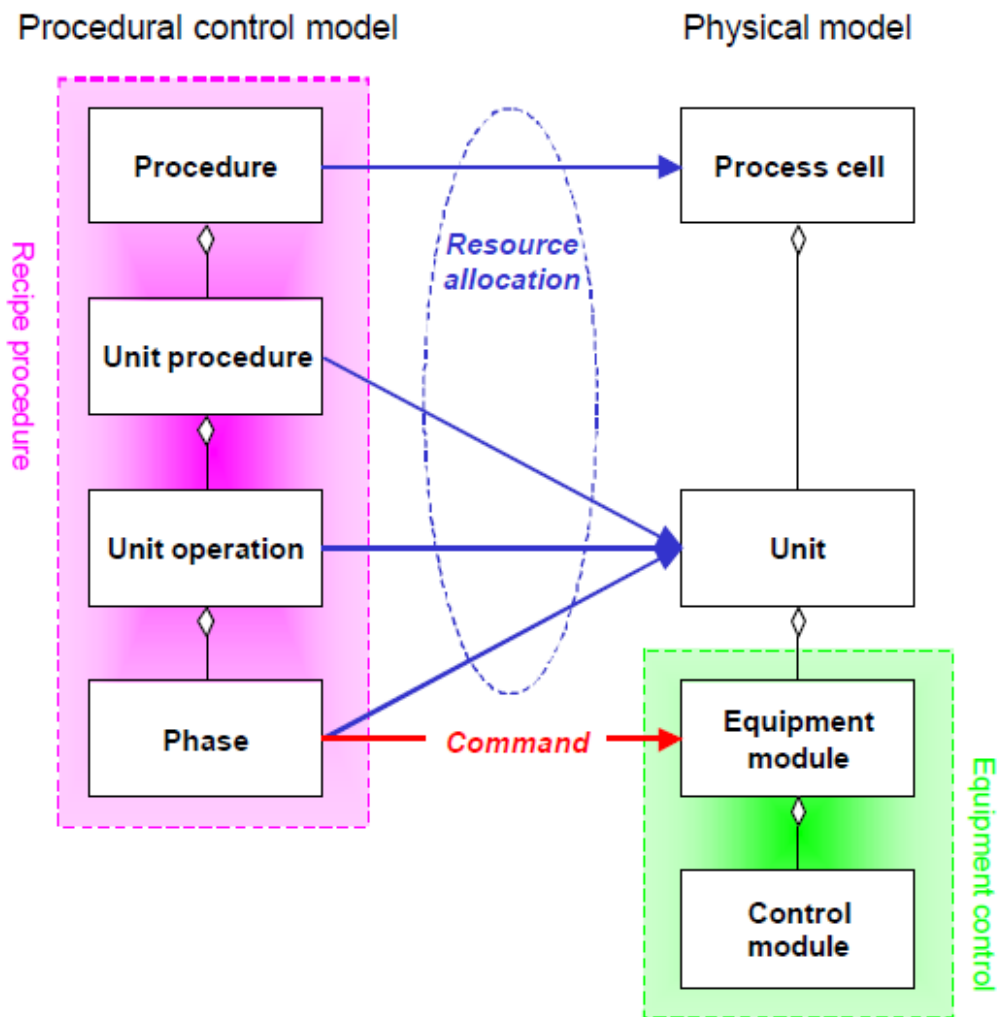 Procedural control model
Physical model
Procedure
Process cell
Resource
allocation
Recipe procedure
Unit procedure
Unit operation
Unit
Phase
Command
Equipment
module
Equipment control
Control
module